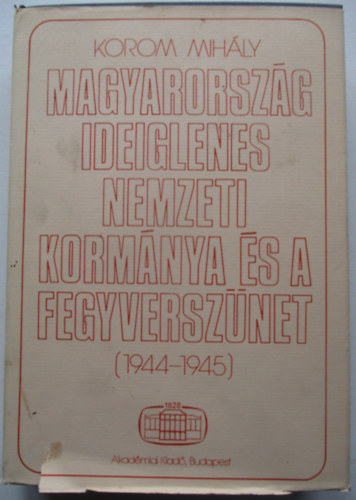 KOROM MIHÁLY
MAGYARORSZÁG
IDEIGLENES
NEMZETI
KORMÁNYA ÉS A
FEGYVERSZÜNET
(1944–1945)
1828
Akadémiai Kiadó, Budapest